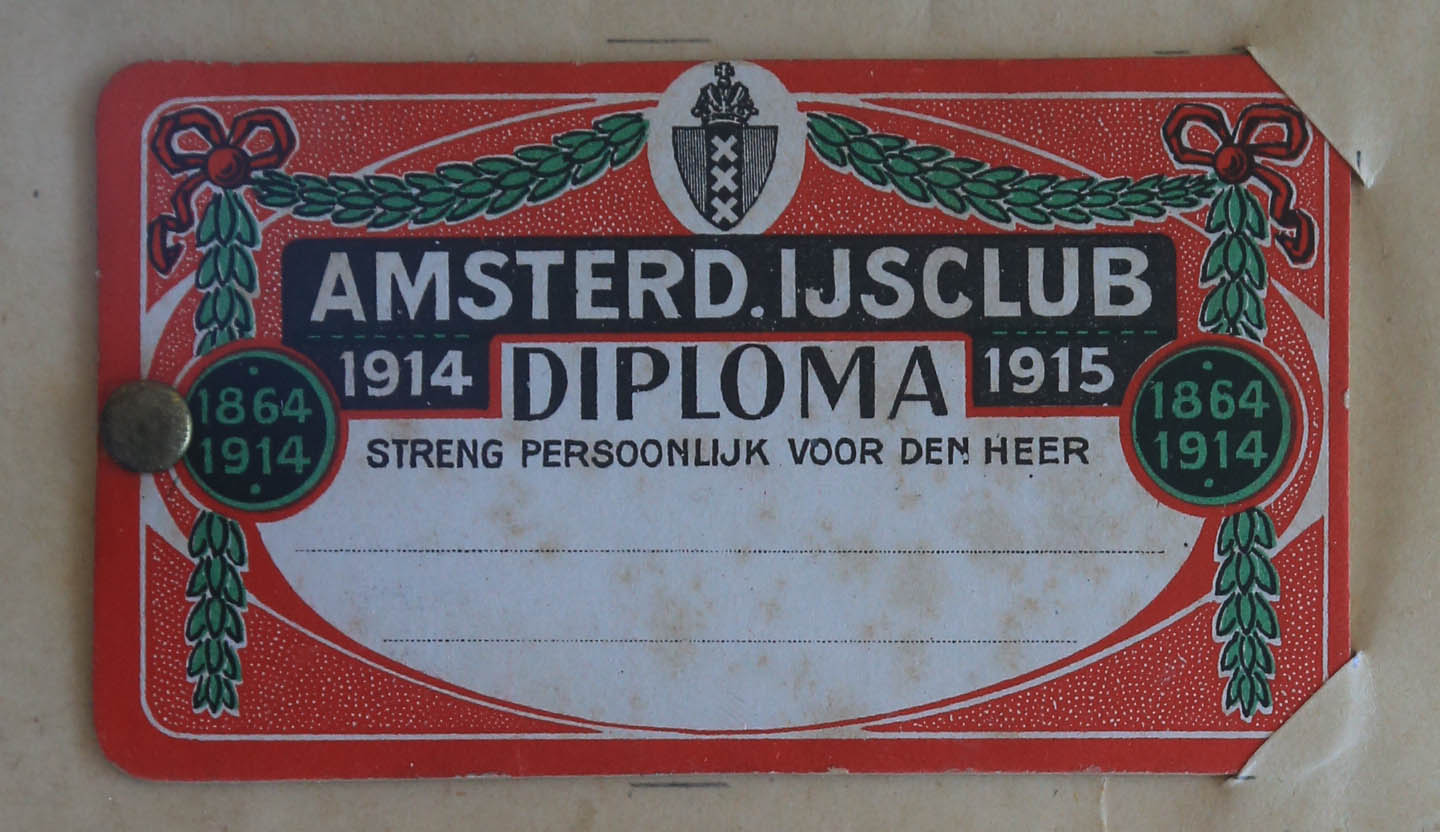 AMSTERD. IJSCLUB
1914 DIPLOMA 1915
1864
1914
1864
1914
STRENG PERSOONLIJK VOOR DEN HEER